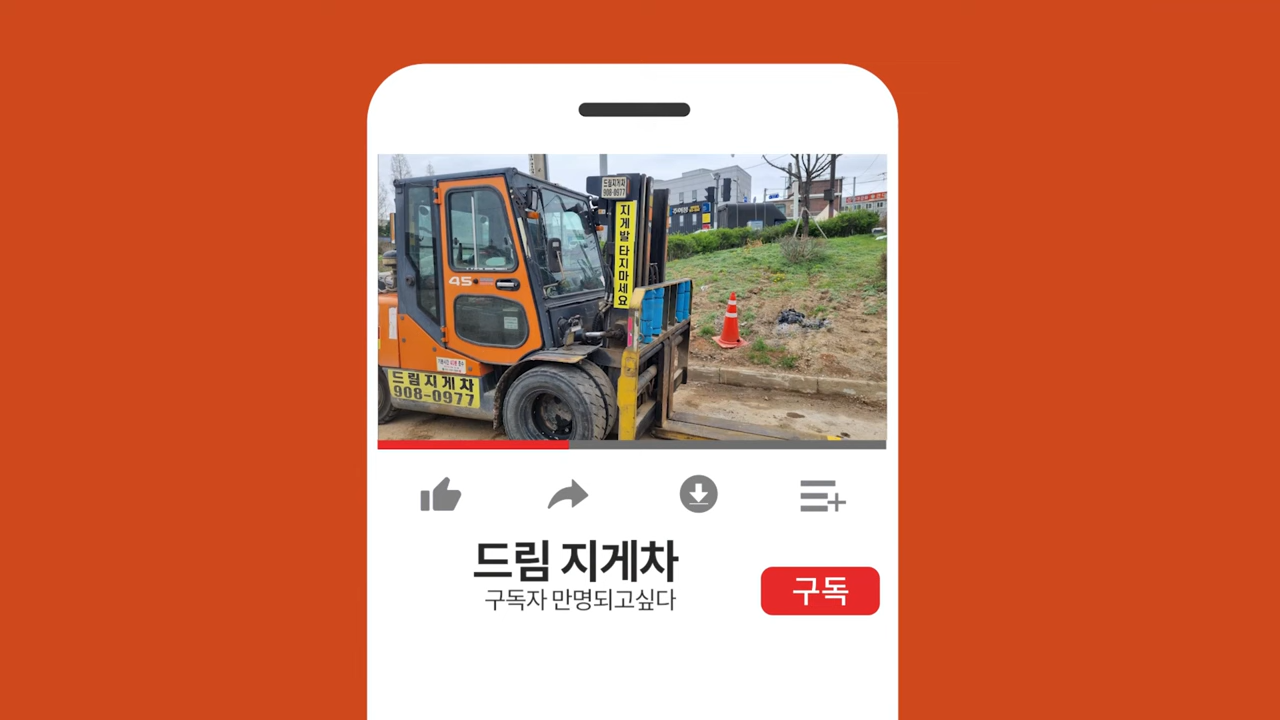 드림지게차
908-0977
지게발 타지마세요
45
드림지게차
908-0977
드림 지게차
구독자 만명되고싶다
구독